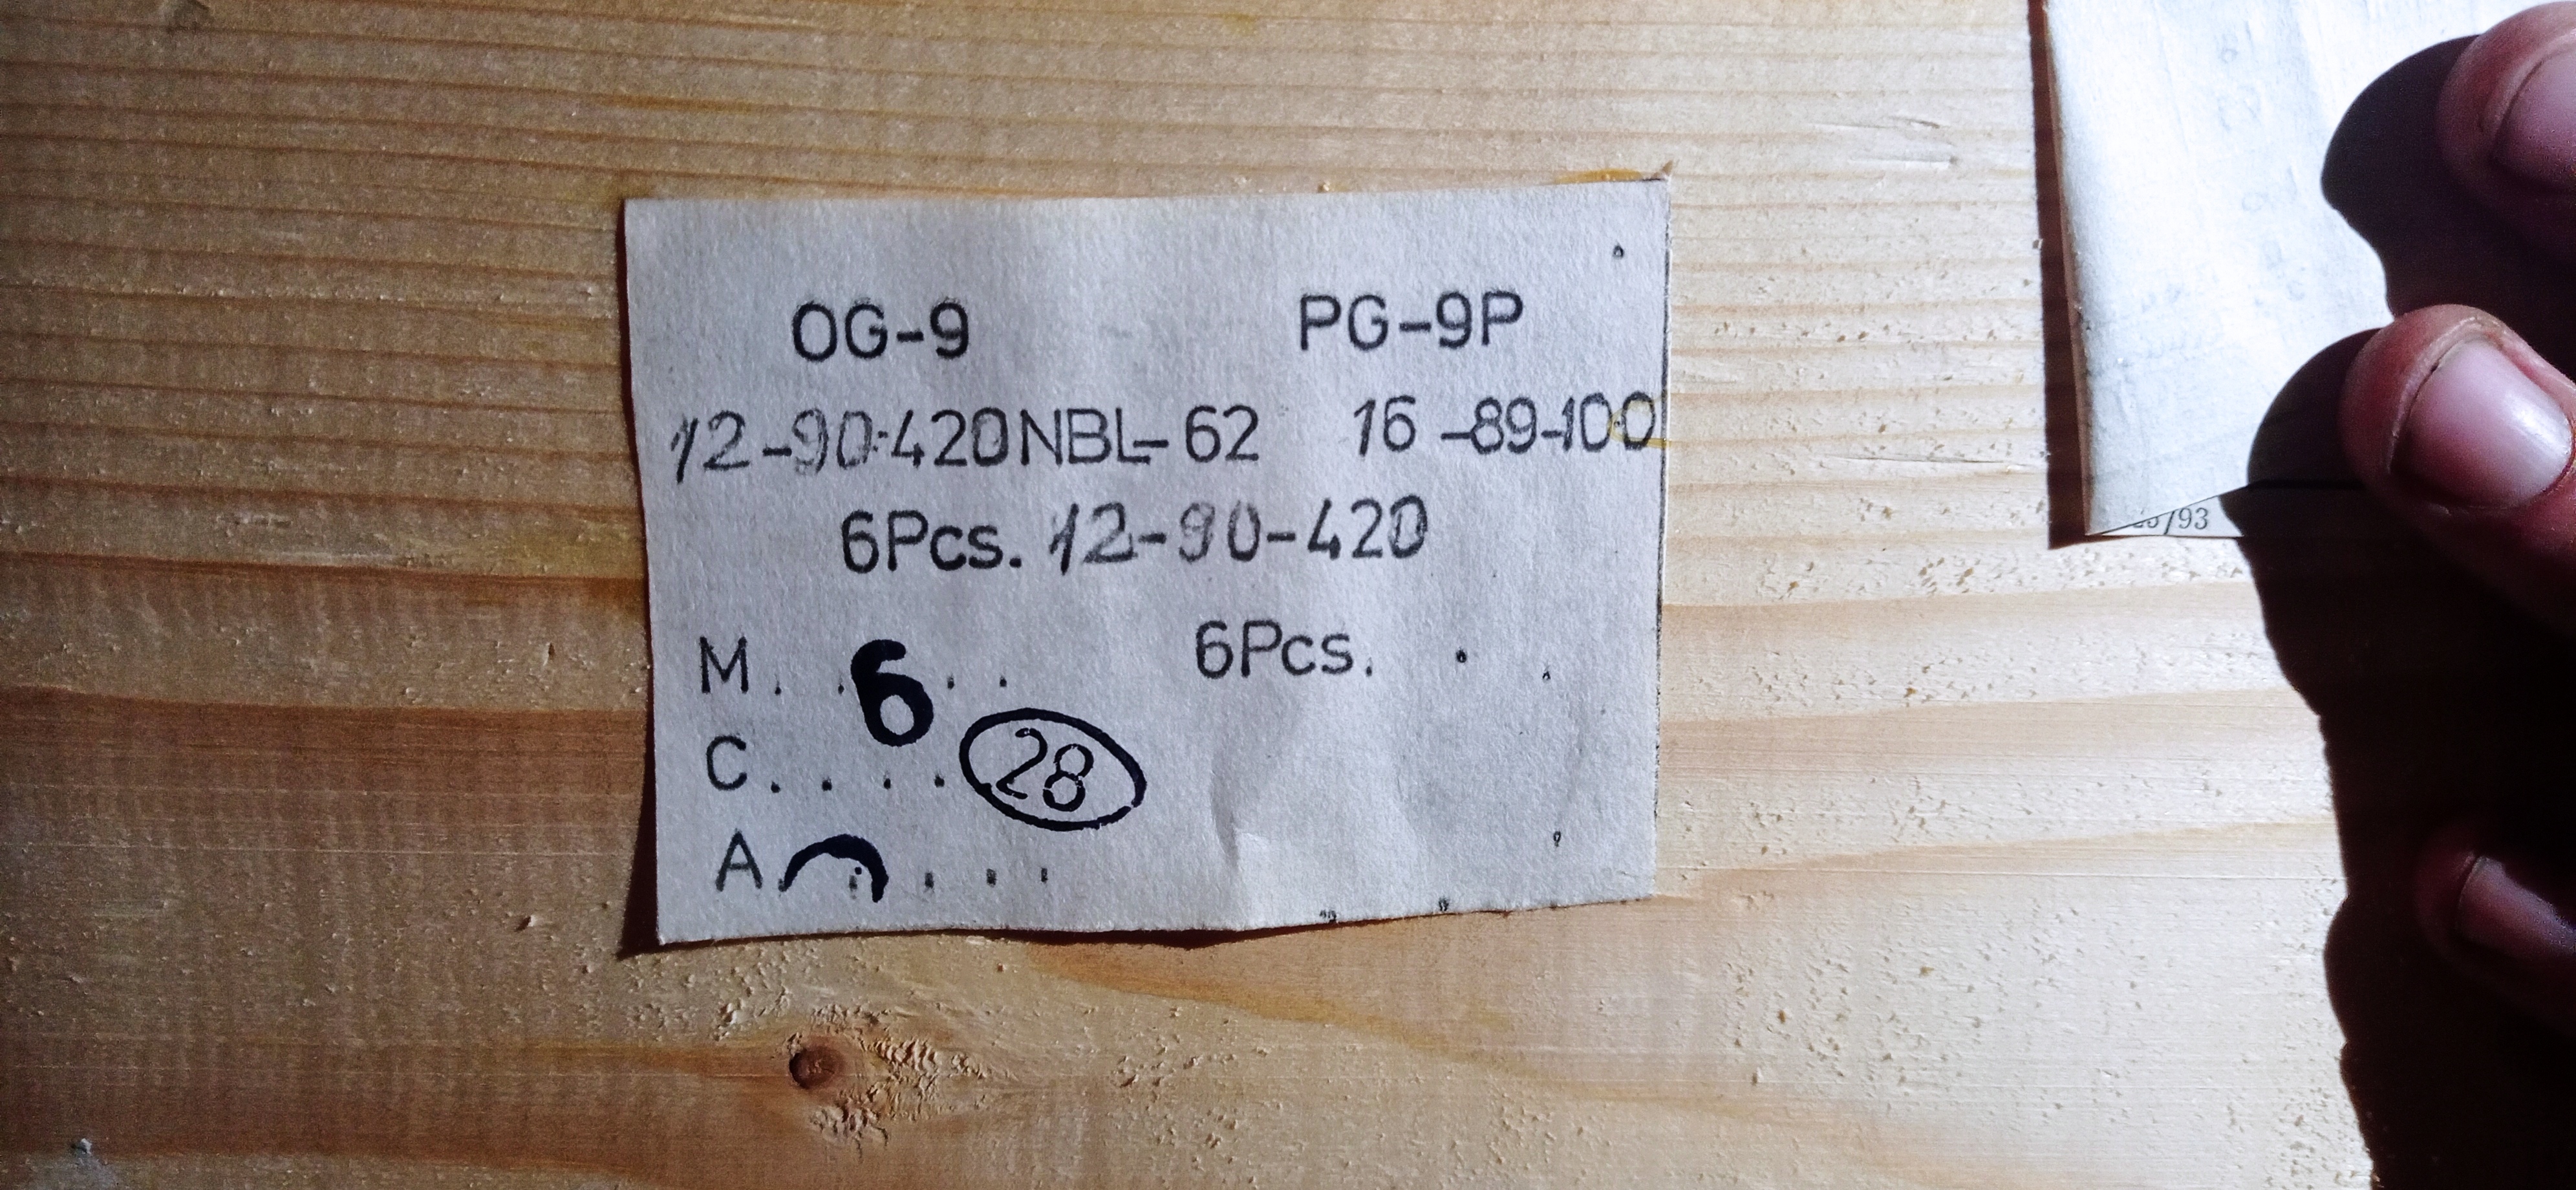 OG-9 PG-9P
12-90-420 NBL-62 16-89-100
6Pcs. 12-90-420
M. . 6 . . 6Pcs.
C. . . . 28
A. . . . .
/93